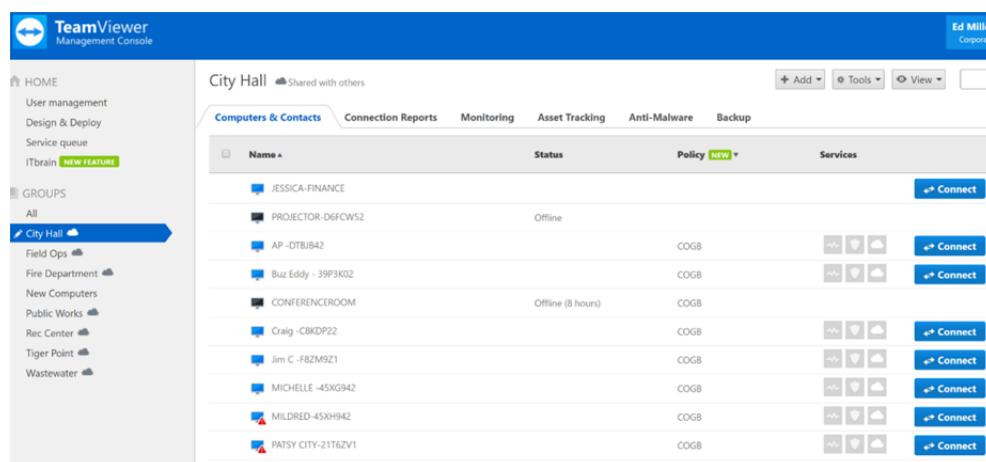 TeamViewer
Management Console
Ed Mill
Corpor
HOME
User management
Design & Deploy
Service queue
ITbrain NEW FEATURE
GROUPS
All
City Hall
Field Ops
Fire Department
New Computers
Public Works
Rec Center
Tiger Point
Wastewater
City Hall Shared with others
+ Add Tools View
Computers & Contacts Connection Reports Monitoring Asset Tracking Anti-Malware Backup
Name Status Policy NEW Services
JESSICA-FINANCE Connect
PROJECTOR-D6FCW52 Offline
AP -DTBJ842 COGB Connect
Buz Eddy - 39P3K02 COGB Connect
CONFERENCEROOM Offline (8 hours) COGB
Craig -C8KDP22 COGB Connect
Jim C -F8ZM9Z1 COGB Connect
MICHELLE -45XG942 COGB Connect
MILDRED-45XH942 COGB Connect
PATSY CITY-21T6ZV1 COGB Connect